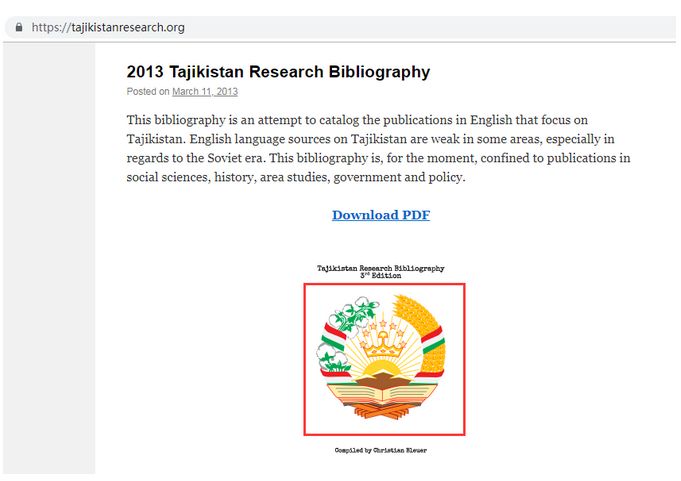 https://tajikistanresearch.org
2013 Tajikistan Research Bibliography
Posted on March 11, 2013
This bibliography is an attempt to catalog the publications in English that focus on
Tajikistan. English language sources on Tajikistan are weak in some areas, especially in
regards to the Soviet era. This bibliography is, for the moment, confined to publications in
social sciences, history, area studies, government and policy.
Download PDF
Tajikistan Research Bibliography
3rd Edition
Compiled by Christian Bleuer